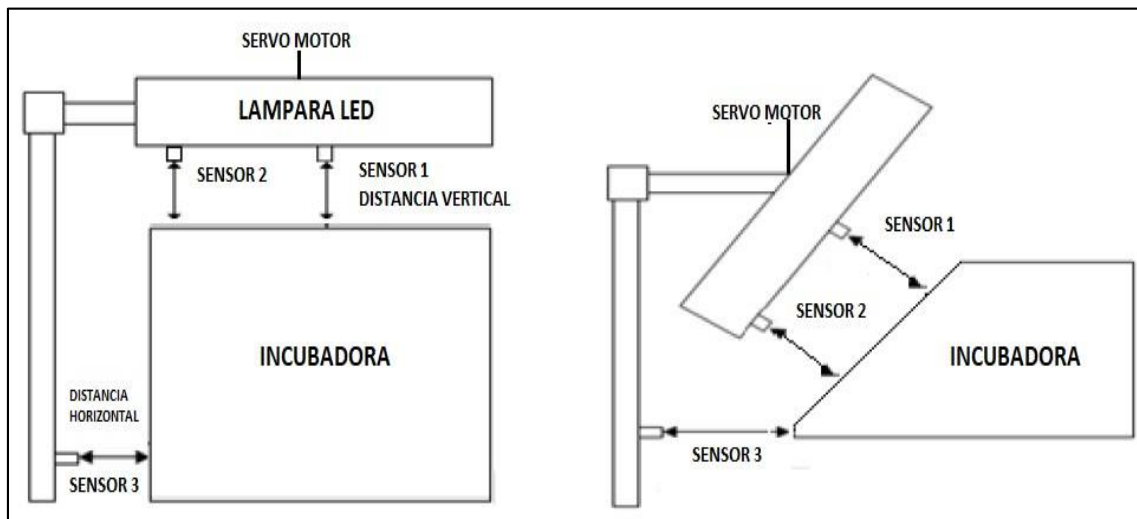 SERVO MOTOR
LAMPARA LED
SENSOR 2
SENSOR 1
DISTANCIA VERTICAL
INCUBADORA
DISTANCIA
HORIZONTAL
SENSOR 3
SERVO MOTOR
SENSOR 1
SENSOR 2
INCUBADORA
SENSOR 3